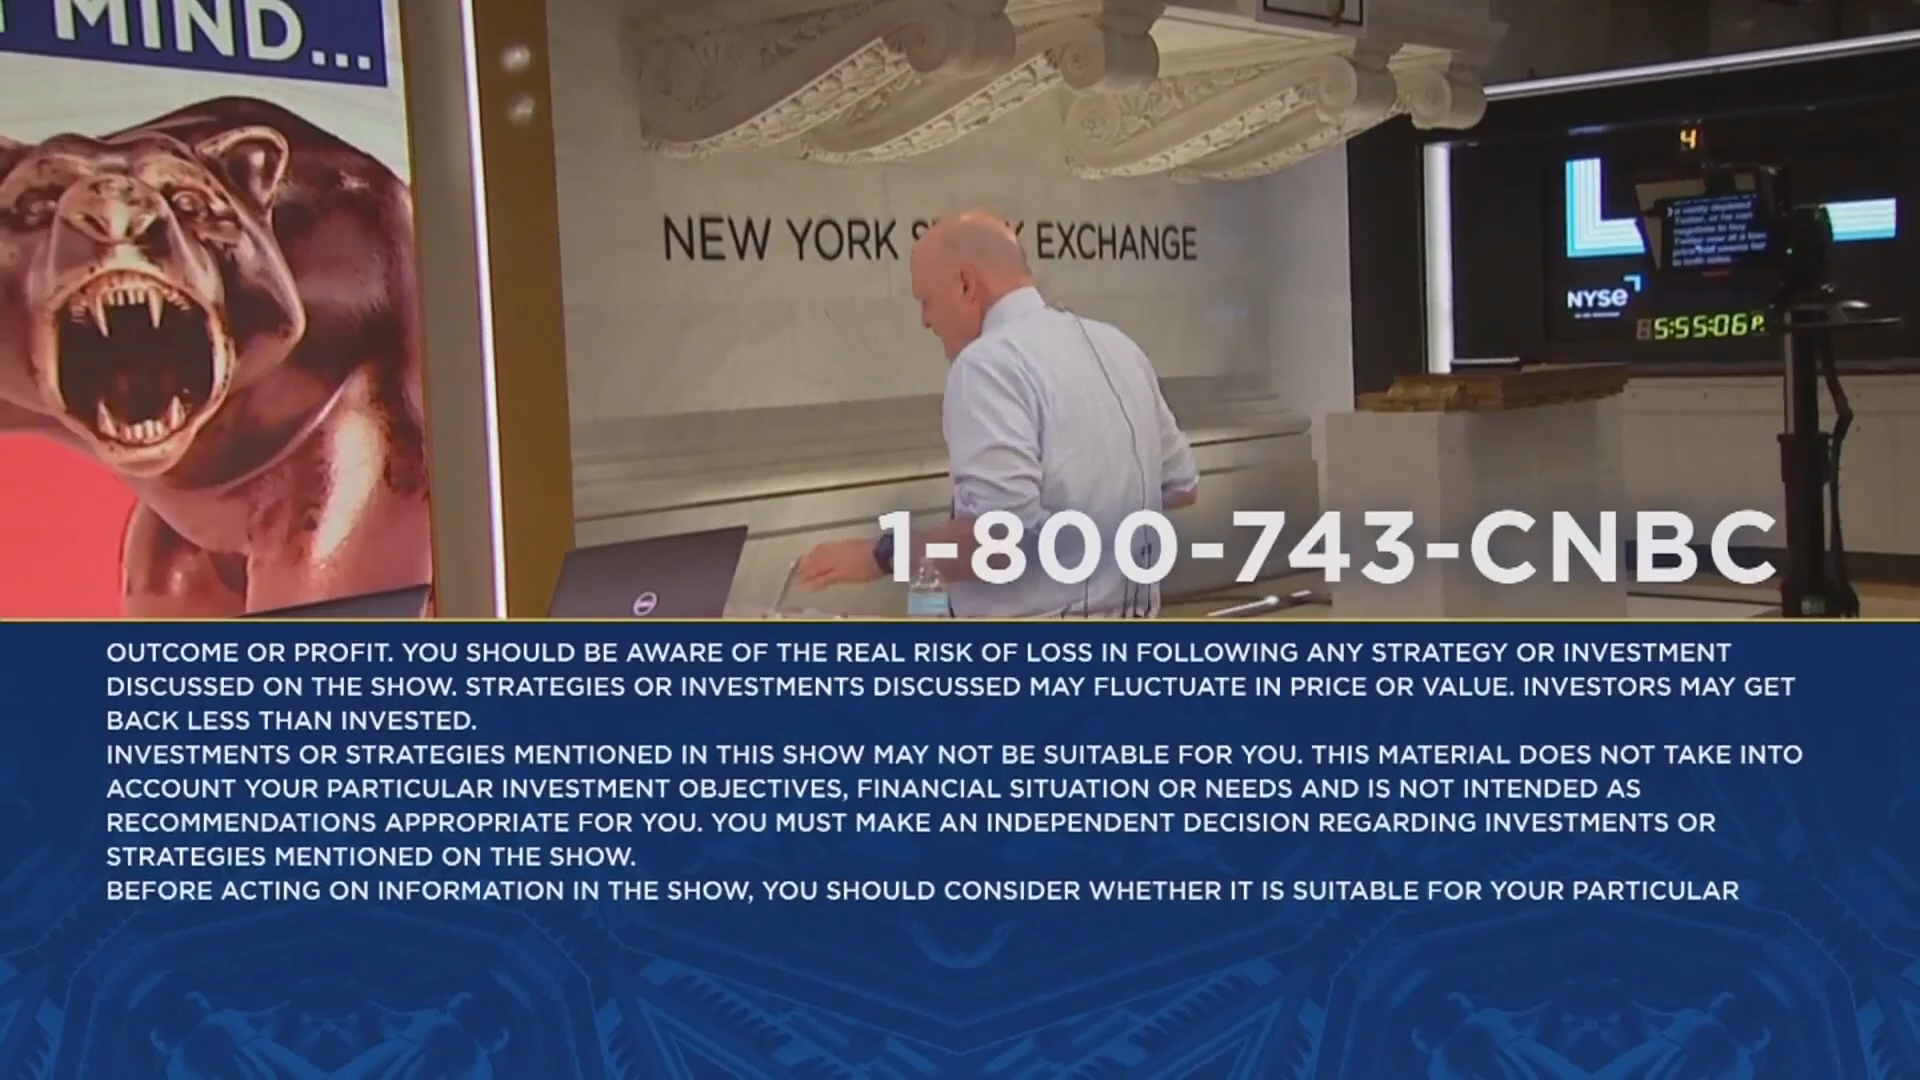 MIND...
NEW YORK EXCHANGE
4
NYSE
5:55:06 P.
1-800-743-CNBC
OUTCOME OR PROFIT. YOU SHOULD BE AWARE OF THE REAL RISK OF LOSS IN FOLLOWING ANY STRATEGY OR INVESTMENT
DISCUSSED ON THE SHOW. STRATEGIES OR INVESTMENTS DISCUSSED MAY FLUCTUATE IN PRICE OR VALUE. INVESTORS MAY GET
BACK LESS THAN INVESTED.
INVESTMENTS OR STRATEGIES MENTIONED IN THIS SHOW MAY NOT BE SUITABLE FOR YOU. THIS MATERIAL DOES NOT TAKE INTO
ACCOUNT YOUR PARTICULAR INVESTMENT OBJECTIVES, FINANCIAL SITUATION OR NEEDS AND IS NOT INTENDED AS
RECOMMENDATIONS APPROPRIATE FOR YOU. YOU MUST MAKE AN INDEPENDENT DECISION REGARDING INVESTMENTS OR
STRATEGIES MENTIONED ON THE SHOW.
BEFORE ACTING ON INFORMATION IN THE SHOW, YOU SHOULD CONSIDER WHETHER IT IS SUITABLE FOR YOUR PARTICULAR